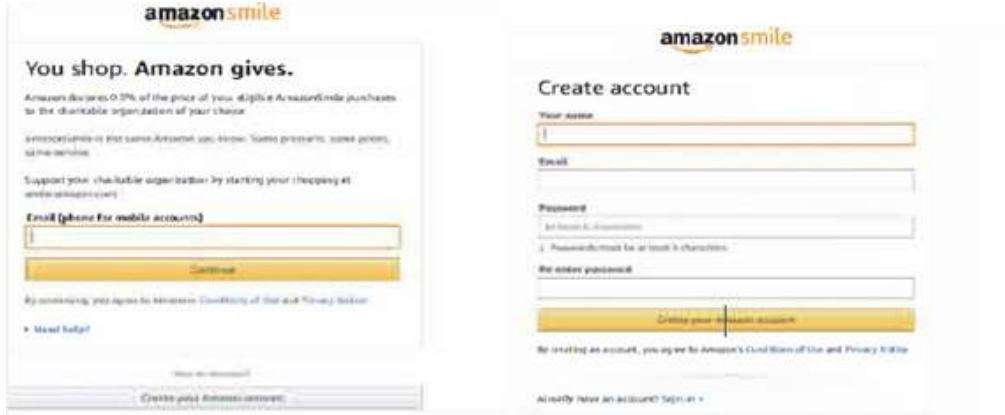 amazonsmile
You shop. Amazon gives.
Amazon donates 0.5% of the price of your eligible AmazonSmile purchases
to the charitable organization of your choice
AmazonSmile is the same Amazon you know. Same products, same prices,
same service.
Support your charitable organization by starting your shopping at
smile.amazon.com
Email (phone for mobile accounts)
Continue
By continuing, you agree to Amazon's Conditions of Use and Privacy Notice.
Need help?
New to Amazon?
Create your Amazon account
amazonsmile
Create account
Your name
Email
Password
At least 6 characters
i Passwords must be at least 6 characters.
Re-enter password
Create your Amazon account
By creating an account, you agree to Amazon's Conditions of Use and Privacy Notice.
Already have an account? Sign in